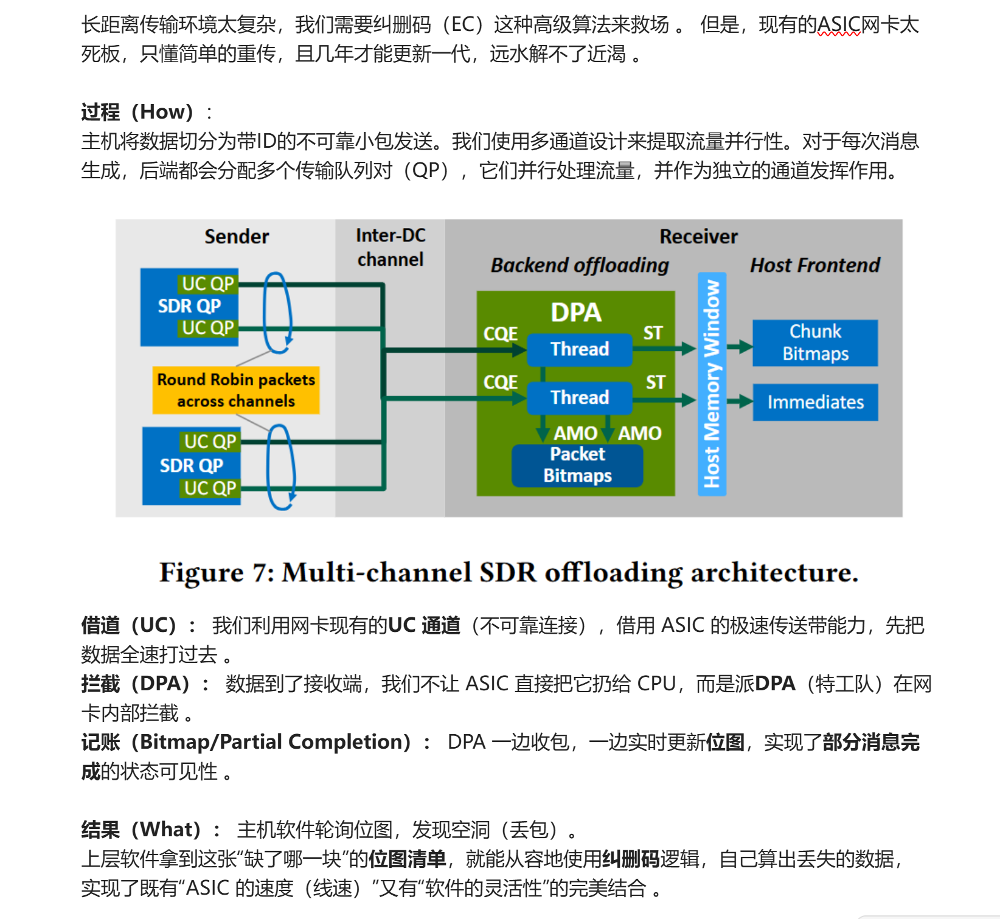 长距离传输环境太复杂，我们需要纠删码（EC）这种高级算法来救场 。 但是，现有的ASIC网卡太
死板，只懂简单的重传，且几年才能更新一代，远水解不了近渴 。
过程（How）:
主机将数据切分为带ID的不可靠小包发送。我们使用多通道设计来提取流量并行性。对于每次消息
生成，后端都会分配多个传输队列对（QP），它们并行处理流量，并作为独立的通道发挥作用。
Sender
Inter-DC
channel
Receiver
Backend offloading
Host Frontend
UC QP
SDR QP
UC QP
Round Robin packets
across channels
UC QP
SDR QP
UC QP
DPA
CQE
Thread
ST
CQE
Thread
ST
AMO
AMO
Packet
Bitmaps
Host Memory Window
Chunk
Bitmaps
Immediates
Figure 7: Multi-channel SDR offloading architecture.
借道（UC）： 我们利用网卡现有的UC 通道（不可靠连接），借用 ASIC 的极速传送带能力，先把
数据全速打过去 。
拦截（DPA）： 数据到了接收端，我们不让 ASIC 直接把它扔给 CPU，而是派DPA（特工队）在网
卡内部拦截 。
记账（Bitmap/Partial Completion）： DPA 一边收包，一边实时更新位图，实现了部分消息完
成的状态可见性 。
结果（What）： 主机软件轮询位图，发现空洞（丢包）。
上层软件拿到这张“缺了哪一块”的位图清单，就能从容地使用纠删码逻辑，自己算出丢失的数据，
实现了既有“ASIC 的速度（线速）”又有“软件的灵活性”的完美结合 。